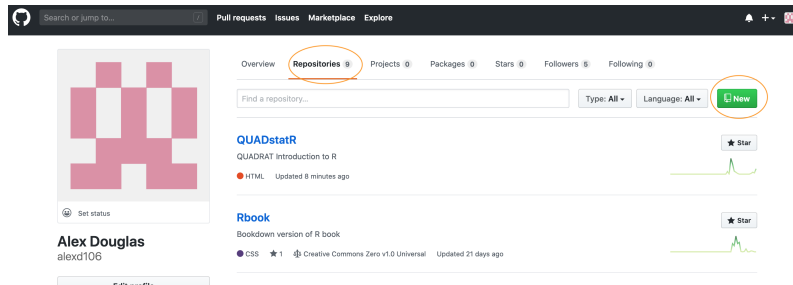 Search or jump to... /
Pull requests Issues Marketplace Explore
Overview Repositories 9 Projects 0 Packages 0 Stars 0 Followers 5 Following 0
Find a repository... Type: All Language: All New
QUADstatR Star
QUADRAT Introduction to R
HTML Updated 8 minutes ago
Set status
Rbook Star
Bookdown version of R book
Alex Douglas
alexd106
CSS 1 Creative Commons Zero v1.0 Universal Updated 21 days ago
Edit profile